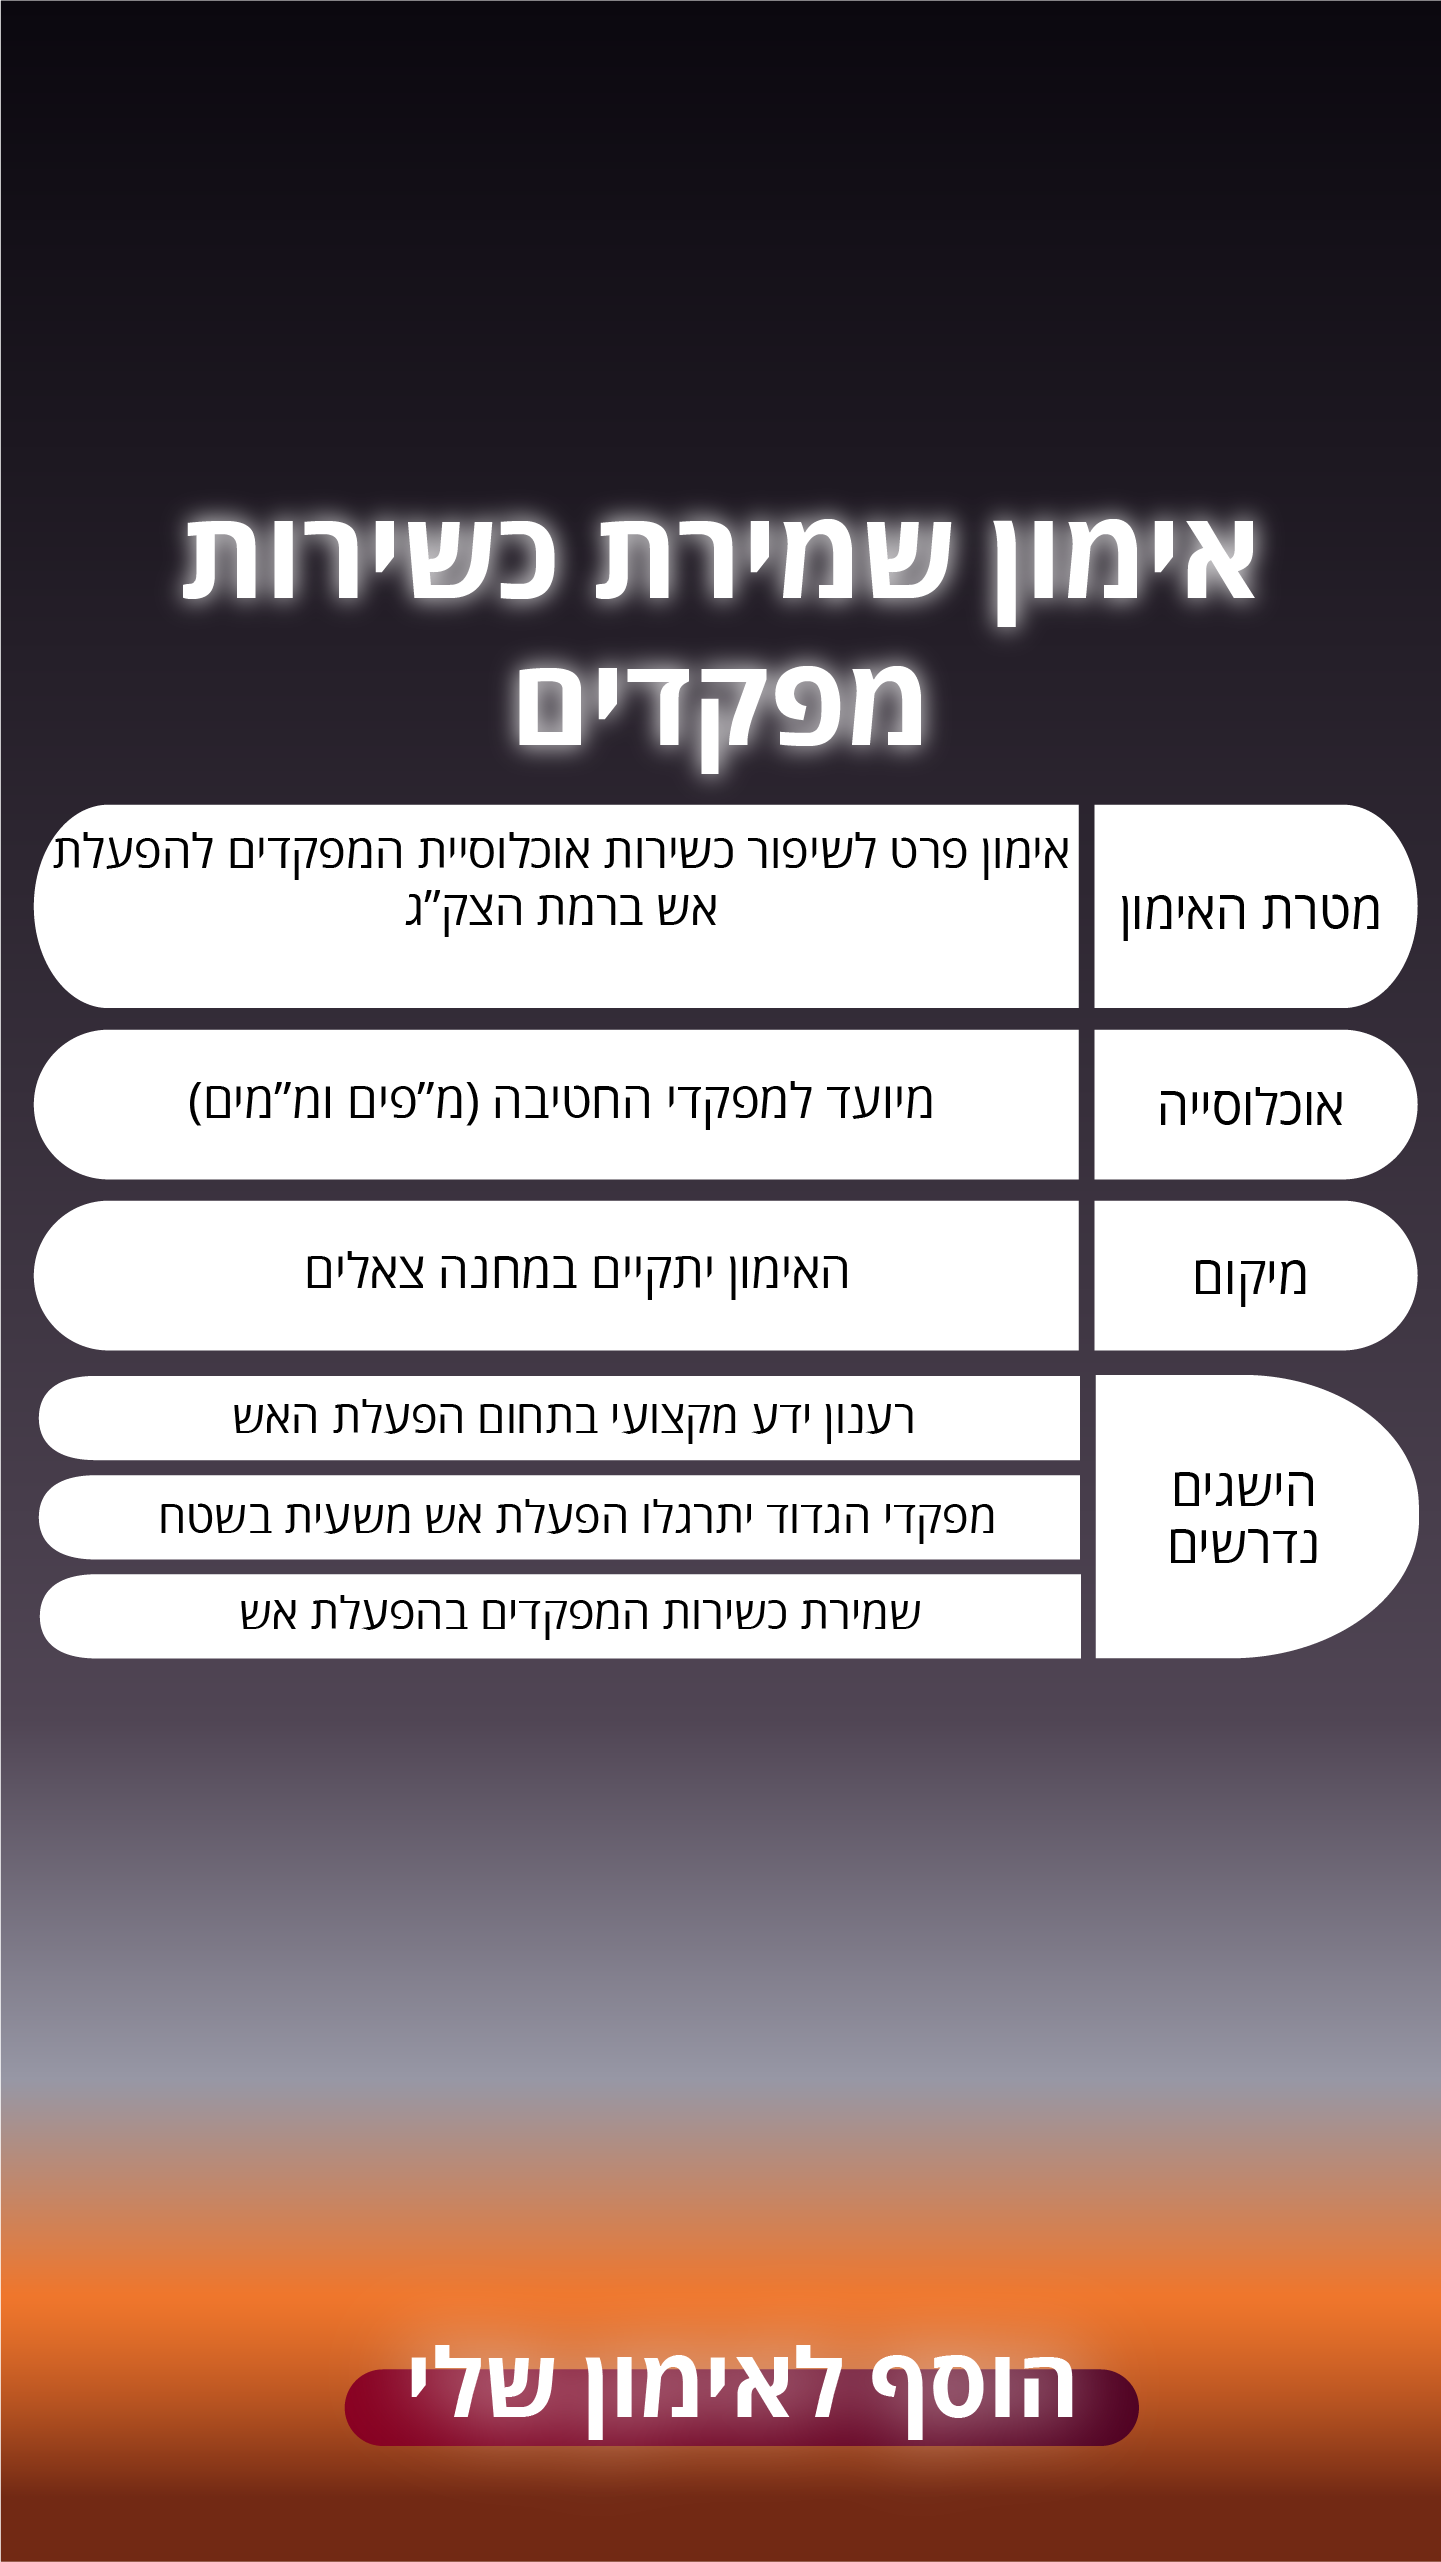 אימון שמירת כשירות
מפקדים
מטרת האימון
אימון פרט לשיפור כשירות אוכלוסיית המפקדים להפעלת
אש ברמת הצק”ג
אוכלוסייה
מיועד למפקדי החטיבה (מ”פים ומ”מים)
מיקום
האימון יתקיים במחנה צאלים
הישגים
נדרשים
רענון ידע מקצועי בתחום הפעלת האש
מפקדי הגדוד יתרגלו הפעלת אש משעית בשטח
שמירת כשירות המפקדים בהפעלת אש
הוסף לאימון שלי